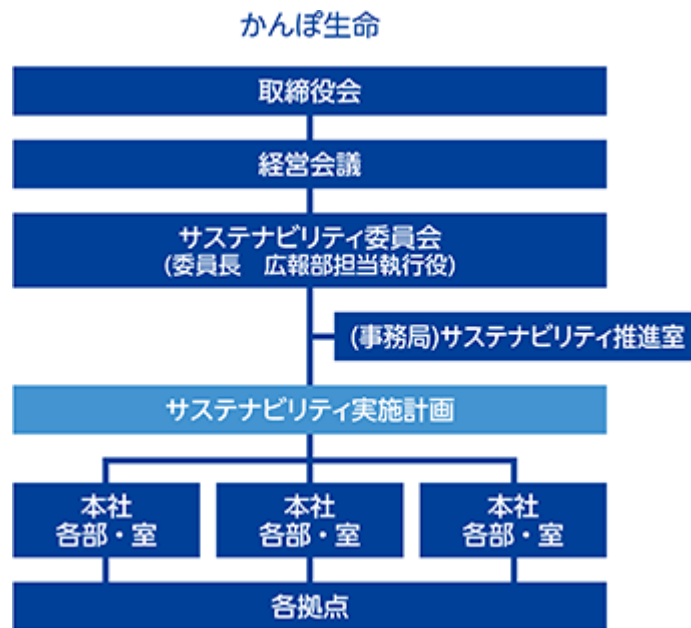 かんぽ生命
取締役会
経営会議
サステナビリティ委員会
(委員長　広報部担当執行役)
(事務局)サステナビリティ推進室
サステナビリティ実施計画
本社
各部・室
本社
各部・室
本社
各部・室
各拠点